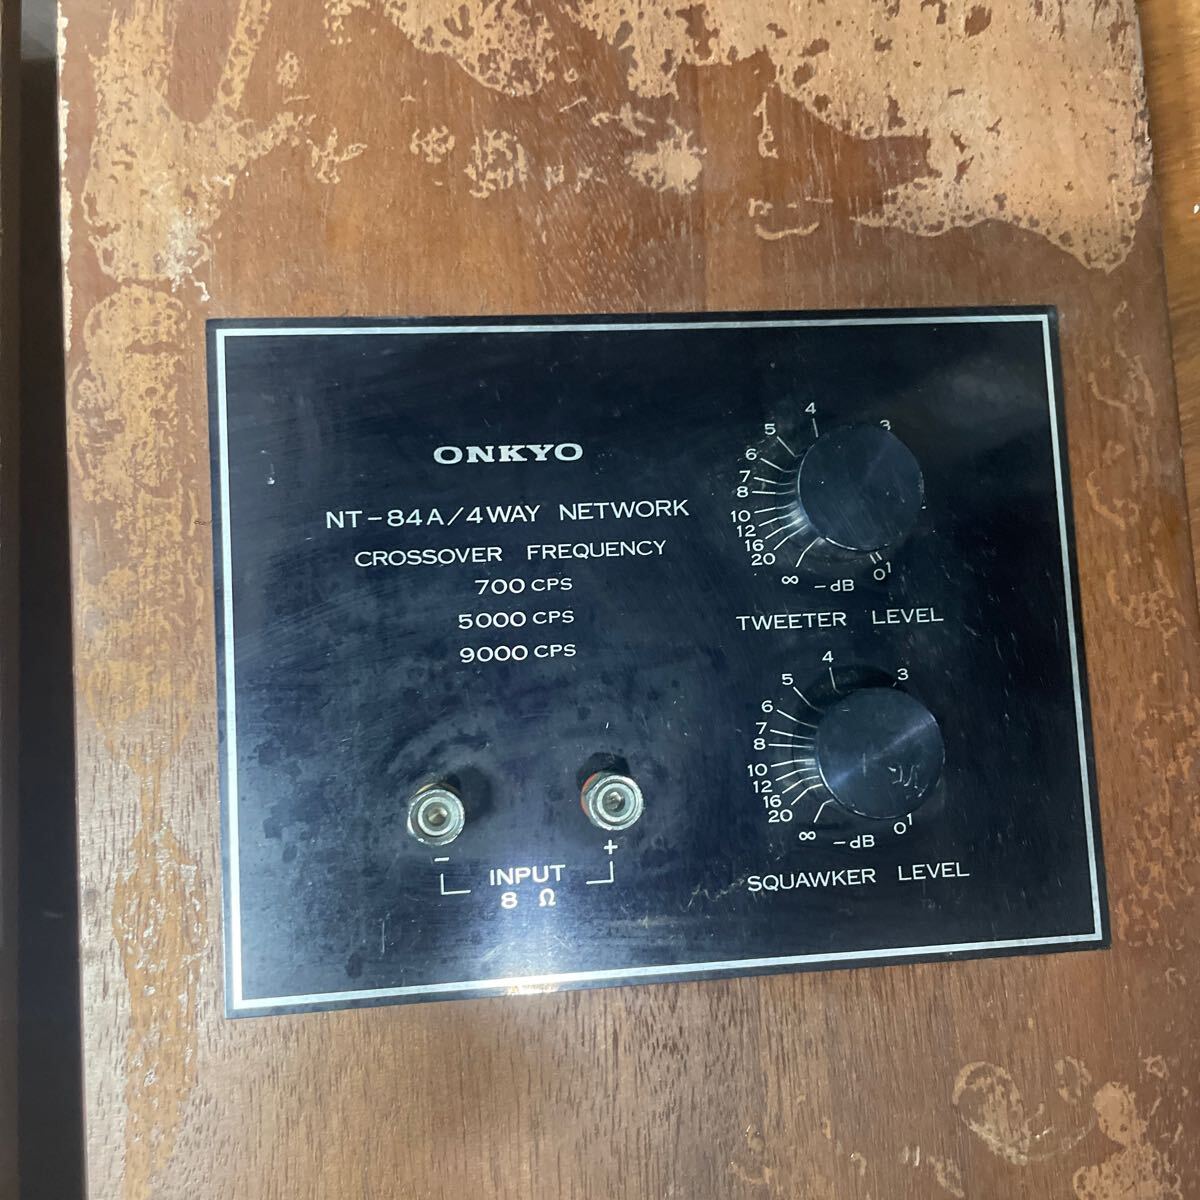 ONKYO
NT-84A/4WAY NETWORK
CROSSOVER FREQUENCY
700 CPS
5000 CPS
9000 CPS
- +
INPUT
8 Ω
4
3
5
6
7
8
10
12
16
20
∞
-dB
0
1
TWEETER LEVEL
4
3
5
6
7
8
10
12
16
20
∞
-dB
0
1
SQUAWKER LEVEL